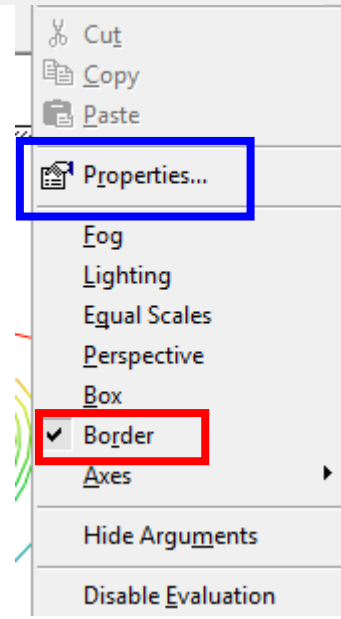 Cut
Copy
Paste
Properties...
Fog
Lighting
Equal Scales
Perspective
Box
Border
Axes
Hide Arguments
Disable Evaluation